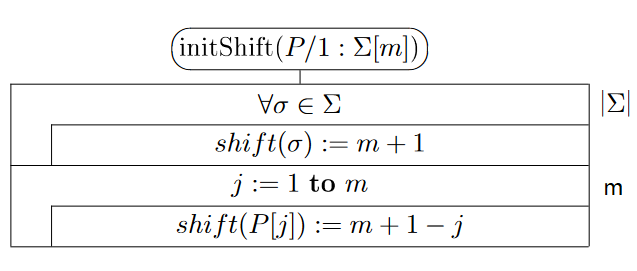 initShift(P/1 : Σ[m])
∀σ ∈ Σ
|Σ|
shift(σ) := m + 1
j := 1 to m
m
shift(P[j]) := m + 1 − j